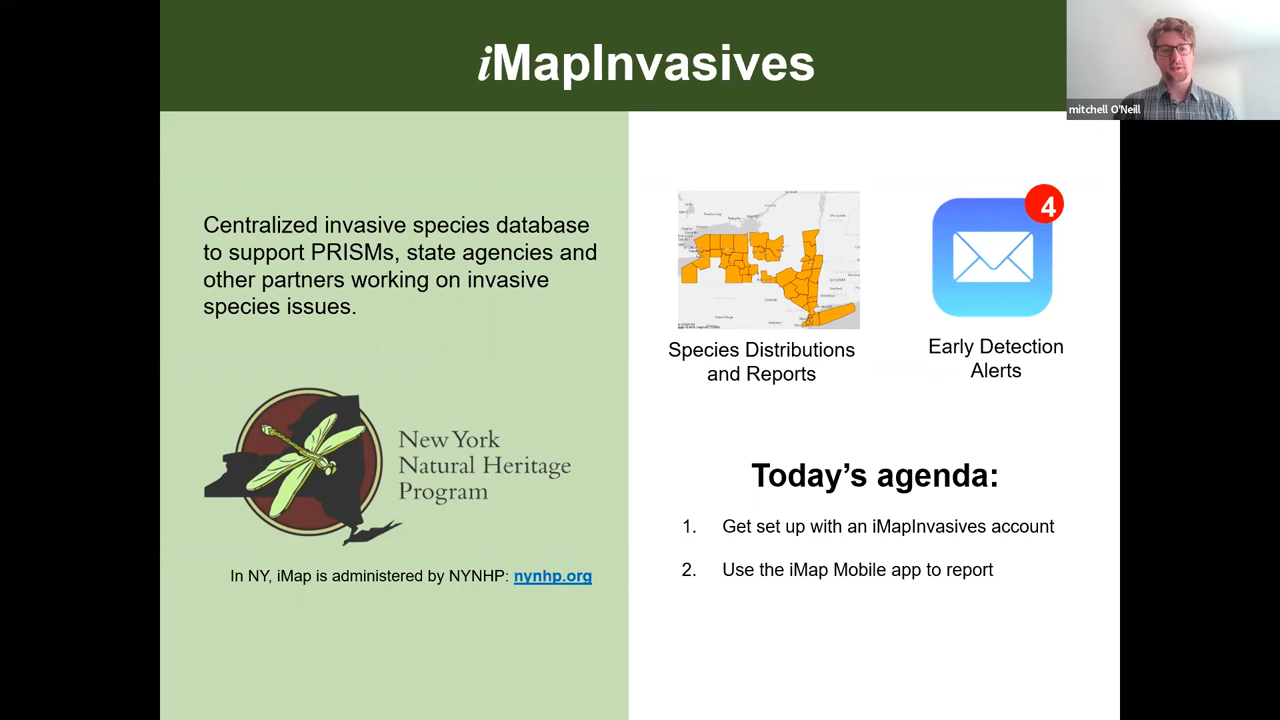 iMapInvasives
mitchell O'Neill
Centralized invasive species database
to support PRISMs, state agencies and
other partners working on invasive
species issues.
New York
Natural Heritage
Program
In NY, iMap is administered by NYNHP: nynhp.org
4
Species Distributions
and Reports
Early Detection
Alerts
Today’s agenda:
1. Get set up with an iMapInvasives account
2. Use the iMap Mobile app to report